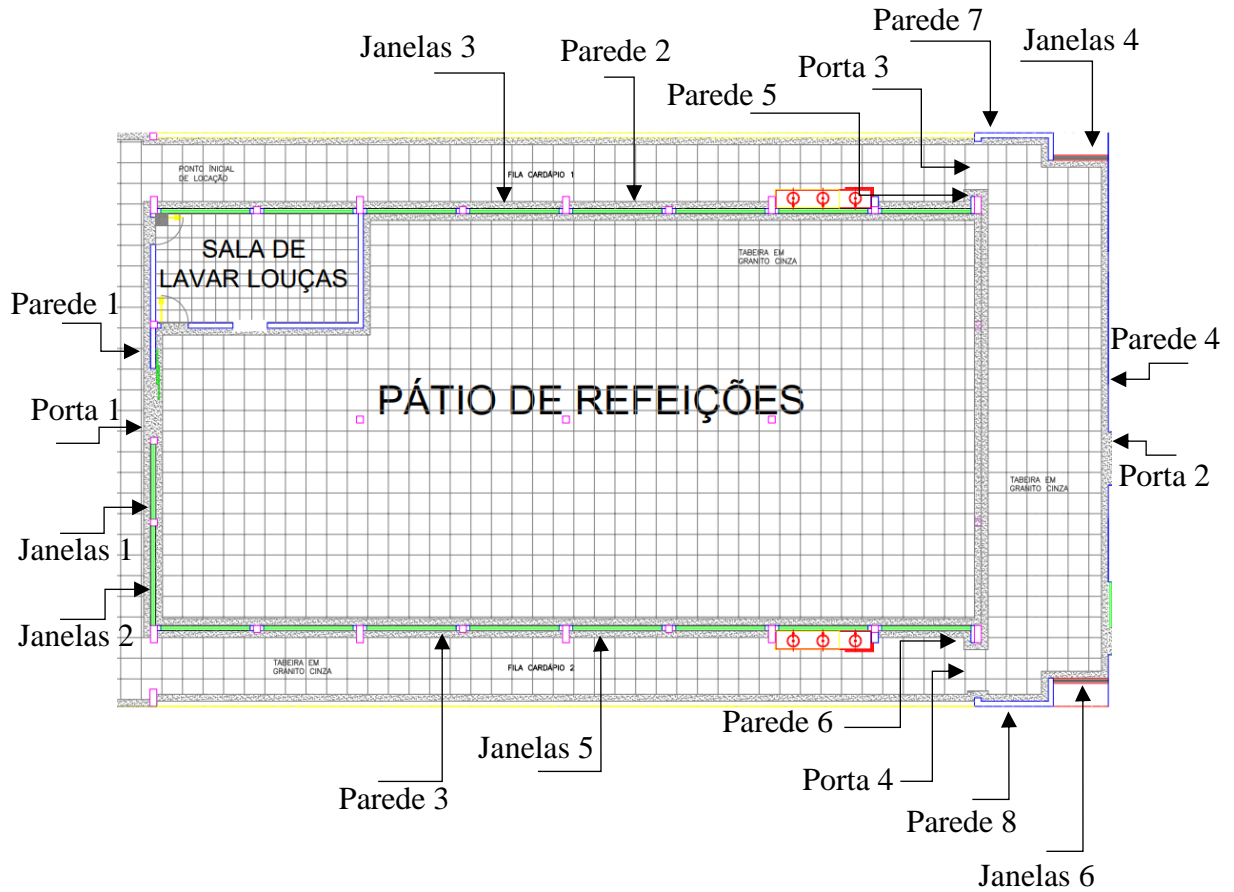 Parede 7
Janelas 3
Parede 2
Janelas 4
Porta 3
Parede 5
PONTO ÍNICIAL
DE LOCAÇÃO
FILA CARDÁPIO 1
SALA DE
LAVAR LOUÇAS
TABEIRA EM
GRANITO CINZA
Parede 1
Parede 4
PÁTIO DE REFEIÇÕES
Porta 1
Porta 2
TABEIRA EM
GRANITO CINZA
Janelas 1
Janelas 2
TABEIRA EM
GRANITO CINZA
FILA CARDÁPIO 2
Parede 6
Janelas 5
Porta 4
Parede 3
Parede 8
Janelas 6